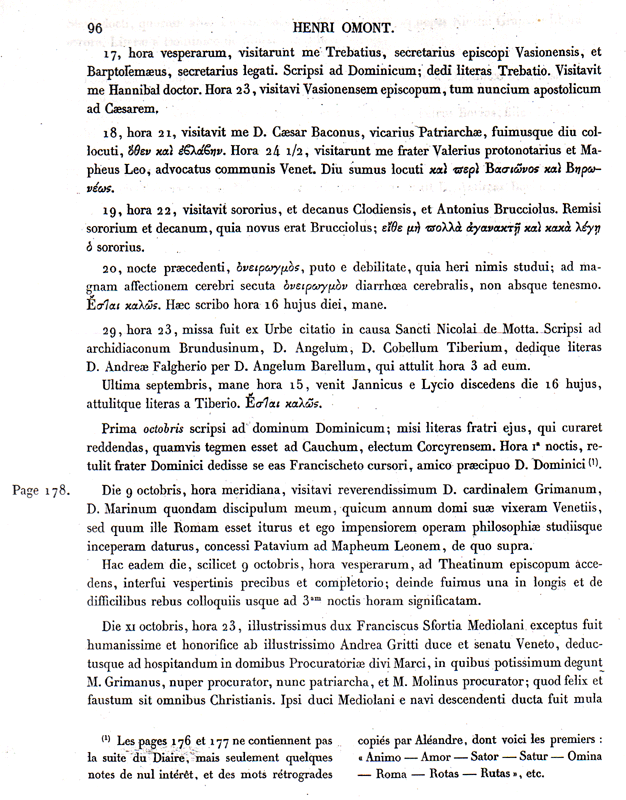 96
HENRI OMONT.
17, hora vesperarum, visitarunt me Trebatius, secretarius episcopi Vasionensis, et
Barptolemæus, secretarius legati. Scripsi ad Dominicum; dedi literas Trebatio. Visitavit
me Hannibal doctor. Hora 23, visitavi Vasionensem episcopum, tum nuncium apostolicum
ad Cæsarem.
18, hora 21, visitavit me D. Cæsar Baconus, vicarius Patriarchæ, fuimusque diu col-
locuti, ὅθεν καὶ ἐβλάβην. Hora 24 1/2, visitarunt me frater Valerius protonotarius et Ma-
pheus Leo, advocatus communis Venet. Diu sumus locuti καὶ περὶ Βασιῶνος καὶ Βηρω-
νέως.
19, hora 22, visitavit sororius, et decanus Clodiensis, et Antonius Brucciolus. Remisi
sororium et decanum, quia novus erat Brucciolus; εἴθε μὴ πολλὰ ἀγανακτῇ καὶ κακὰ λέγῃ
ὁ sororius.
20, nocte præcedenti, ὀνειρωγμὸς, puto e debilitate, quia heri nimis studui; ad ma-
gnam affectionem cerebri secuta ὀνειρωγμὸν diarrhœa cerebralis, non absque tenesmo.
Ἔσται καλῶς. Hæc scribo hora 16 hujus diei, mane.
29, hora 23, missa fuit ex Urbe citatio in causa Sancti Nicolai de Motta. Scripsi ad
archidiaconum Brundusinum, D. Angelum, D. Cobellum Tiberium, dedique literas
D. Andreæ Falgherio per D. Angelum Barellum, qui attulit hora 3 ad eum.
Ultima septembris, mane hora 15, venit Jannicus e Lycio discedens die 16 hujus,
attulitque literas a Tiberio. Ἔσται καλῶς.
Prima octobris scripsi ad dominum Dominicum; misi literas fratri ejus, qui curaret
reddendas, quamvis tegmen esset ad Cauchum, electum Corcyrensem. Hora 1ª noctis, re-
tulit frater Dominici dedisse se eas Francischeto cursori, amico præcipuo D. Dominici (1).
Page 178.
Die 9 octobris, hora meridiana, visitavi reverendissimum D. cardinalem Grimanum,
D. Marinum quondam discipulum meum, quicum annum domi suæ vixeram Venetiis,
sed quum ille Romam esset iturus et ego impensiorem operam philosophiæ studiisque
inceperam daturus, concessi Patavium ad Mapheum Leonem, de quo supra.
Hac eadem die, scilicet 9 octobris, hora vesperarum, ad Theatinum episcopum acce-
dens, interfui vespertinis precibus et completorio; deinde fuimus una in longis et de
difficilibus rebus colloquiis usque ad 3am noctis horam significatam.
Die XI octobris, hora 23, illustrissimus dux Franciscus Sfortia Mediolani exceptus fuit
humanissime et honorifice ab illustrissimo Andrea Gritti duce et senatu Veneto, deduc-
tusque ad hospitandum in domibus Procuratoriæ divi Marci, in quibus potissimum degunt
M. Grimanus, nuper procurator, nunc patriarcha, et M. Molinus procurator; quod felix et
faustum sit omnibus Christianis. Ipsi duci Mediolani e navi descendenti ducta fuit mula
(1) Les pages 176 et 177 ne contiennent pas
la suite du Diaire, mais seulement quelques
notes de nul intérêt, et des mots rétrogrades
copiés par Aléandre, dont voici les premiers :
« Animo — Amor — Sator — Satur — Omina
— Roma — Rotas — Rutas », etc.